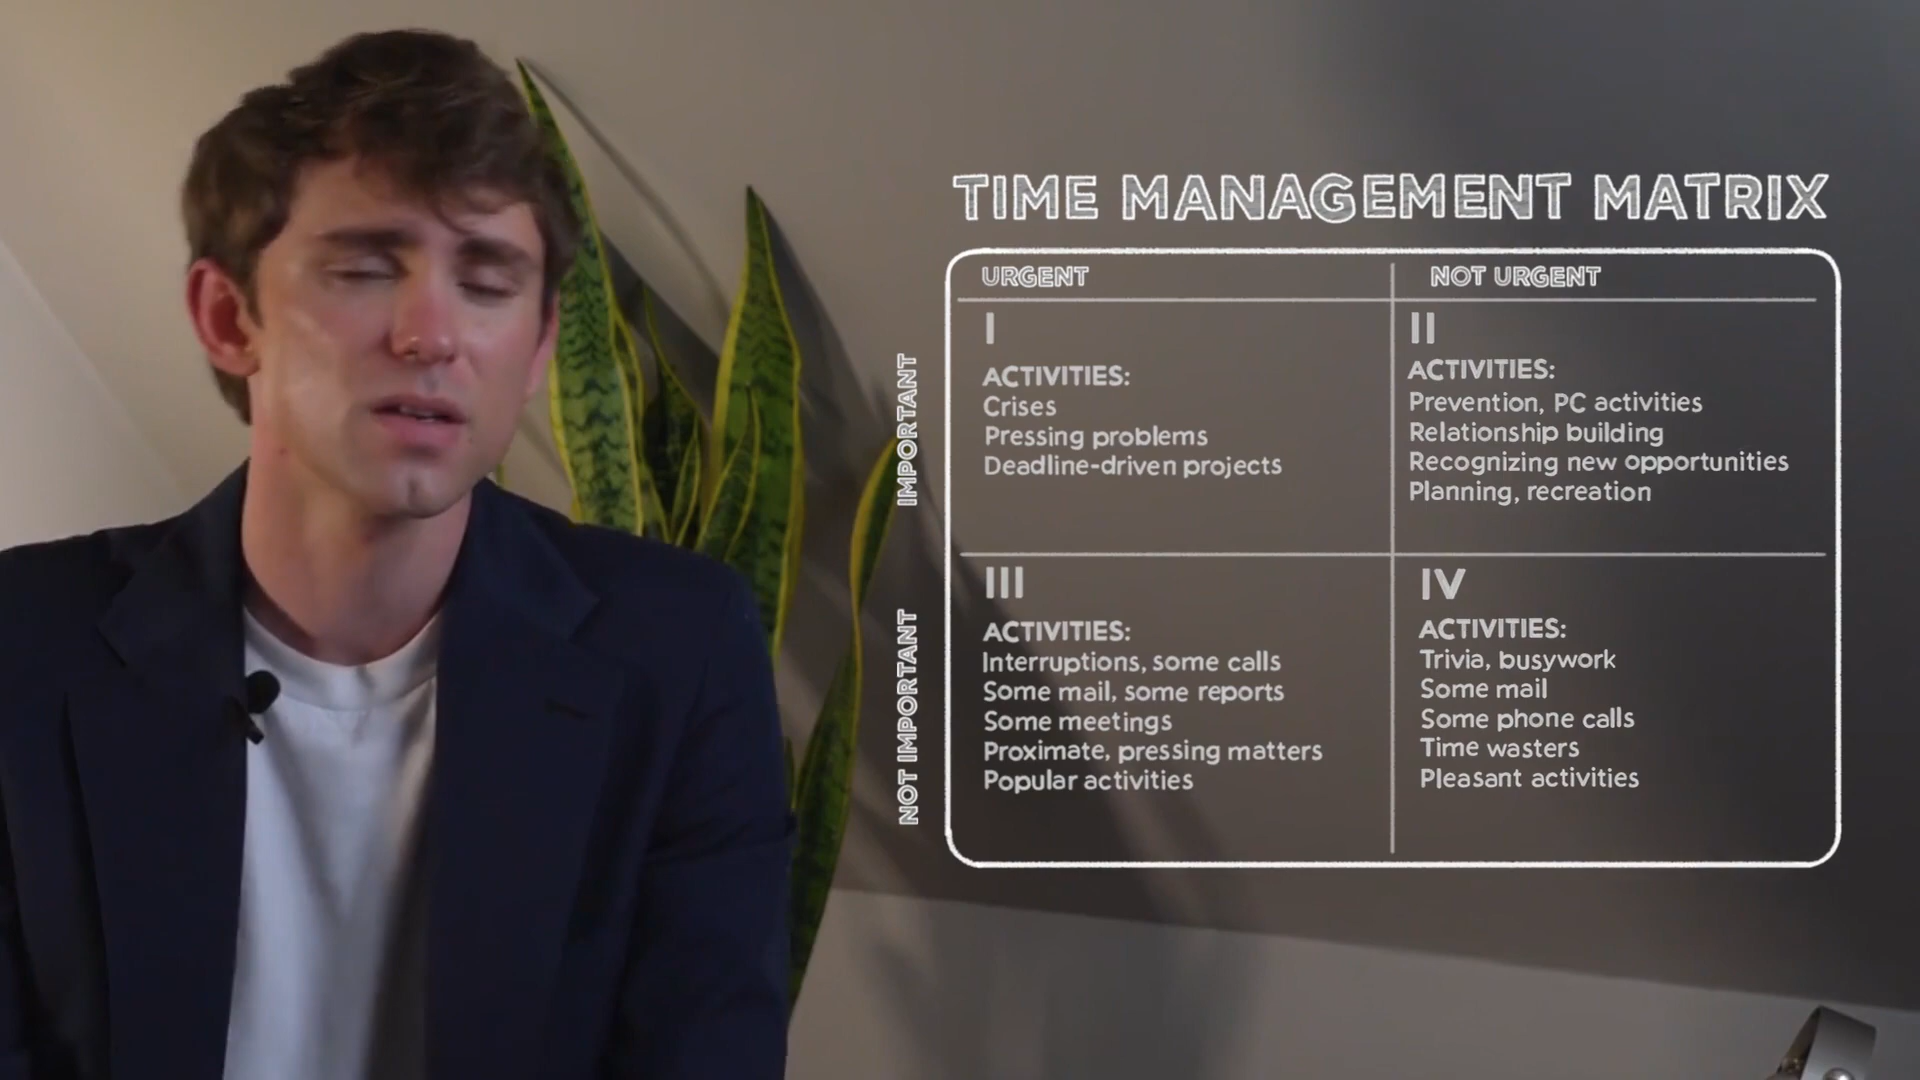 TIME MANAGEMENT MATRIX
URGENT
NOT URGENT
IMPORTANT
I
ACTIVITIES:
Crises
Pressing problems
Deadline-driven projects
II
ACTIVITIES:
Prevention, PC activities
Relationship building
Recognizing new opportunities
Planning, recreation
NOT IMPORTANT
III
ACTIVITIES:
Interruptions, some calls
Some mail, some reports
Some meetings
Proximate, pressing matters
Popular activities
IV
ACTIVITIES:
Trivia, busywork
Some mail
Some phone calls
Time wasters
Pleasant activities